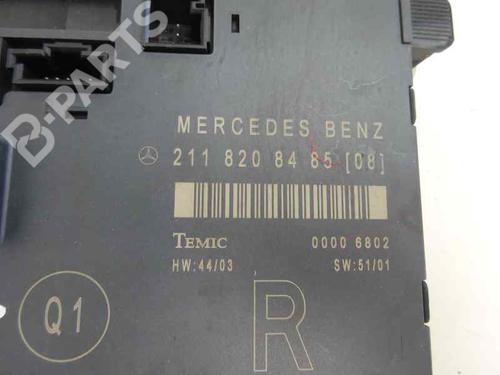 MERCEDES BENZ
211 820 84 85 [08]
TEMIC 0000 6802
HW:44/03 SW:51/01
Q1
R
B-PARTS